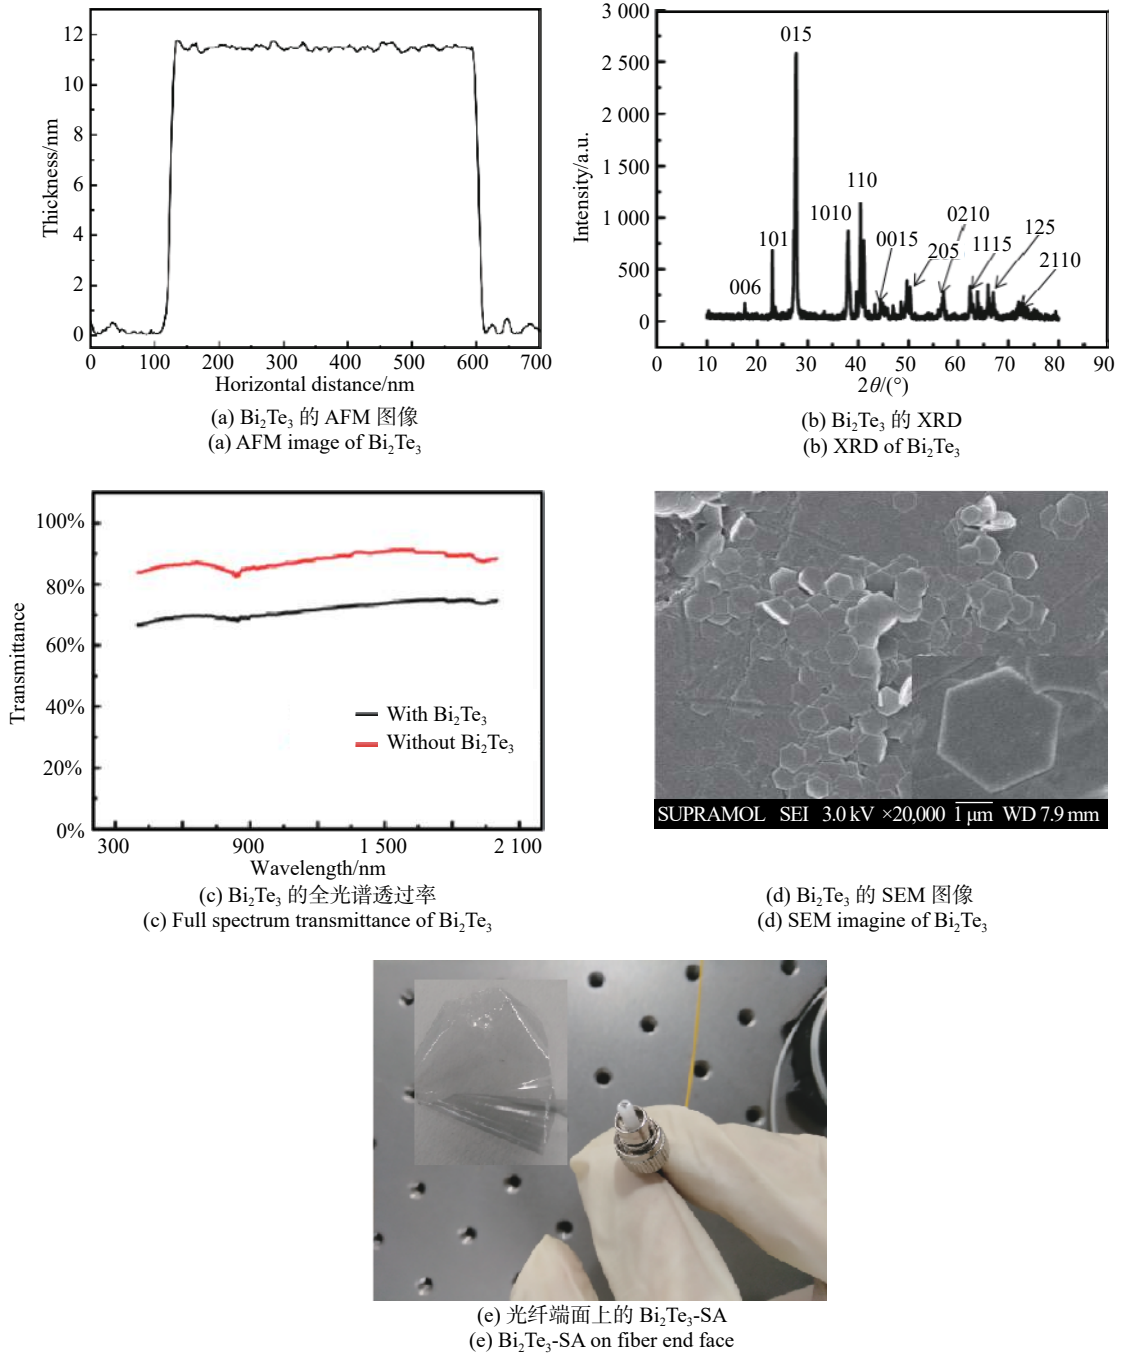 12
10
8
6
4
2
0
Thickness/nm
0 100 200 300 400 500 600 700
Horizontal distance/nm
(a) Bi₂Te₃ 的 AFM 图像
(a) AFM image of Bi₂Te₃
3 000
2 500
2 000
1 500
1 000
500
0
Intensity/a.u.
015
110
1010
101
006
0015
0210
205
1115
125
2110
0 10 20 30 40 50 60 70 80 90
2θ/(°)
(b) Bi₂Te₃ 的 XRD
(b) XRD of Bi₂Te₃
100%
80%
60%
40%
20%
0%
Transmittance
With Bi₂Te₃
Without Bi₂Te₃
300 900 1 500 2 100
Wavelength/nm
(c) Bi₂Te₃ 的全光谱透过率
(c) Full spectrum transmittance of Bi₂Te₃
SUPRAMOL SEI 3.0 kV ×20,000 1 μm WD 7.9 mm
(d) Bi₂Te₃ 的 SEM 图像
(d) SEM imagine of Bi₂Te₃
(e) 光纤端面上的 Bi₂Te₃-SA
(e) Bi₂Te₃-SA on fiber end face